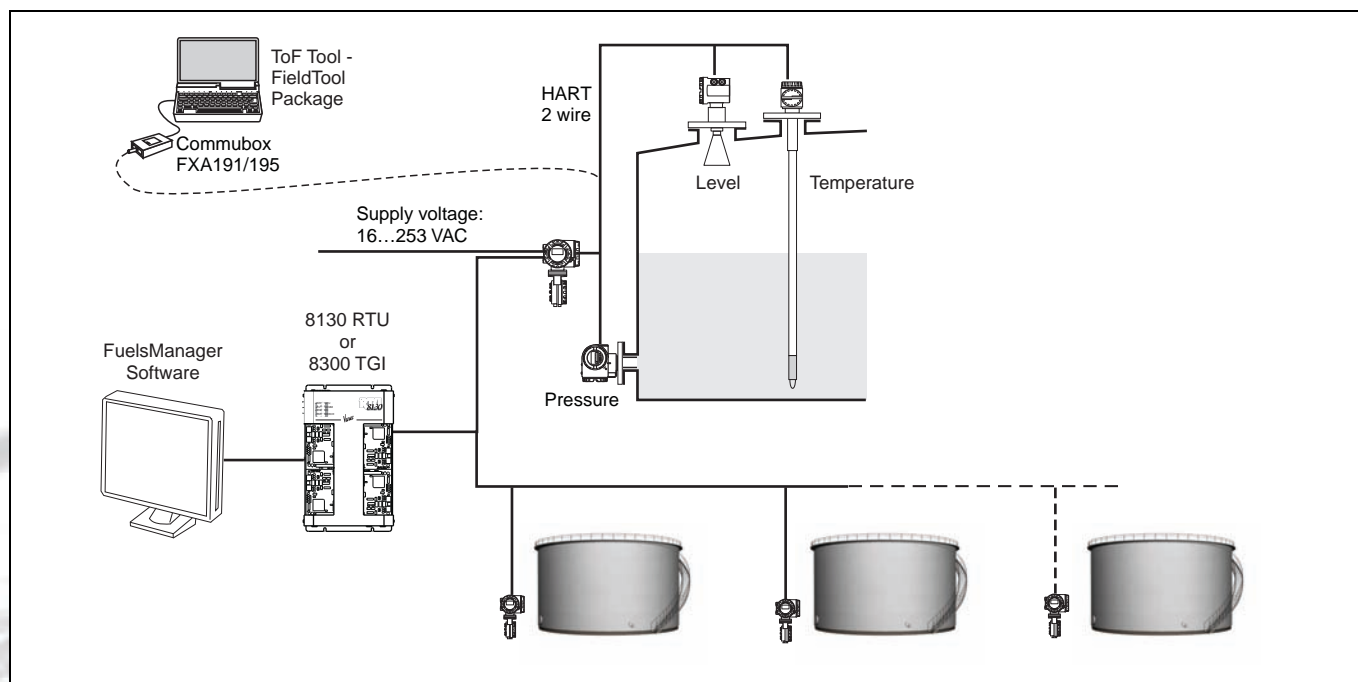 ToF Tool -
FieldTool
Package
Commubox
FXA191/195
HART
2 wire
Level
Temperature
Supply voltage:
16…253 VAC
8130 RTU
or
8300 TGI
FuelsManager
Software
Pressure
8130